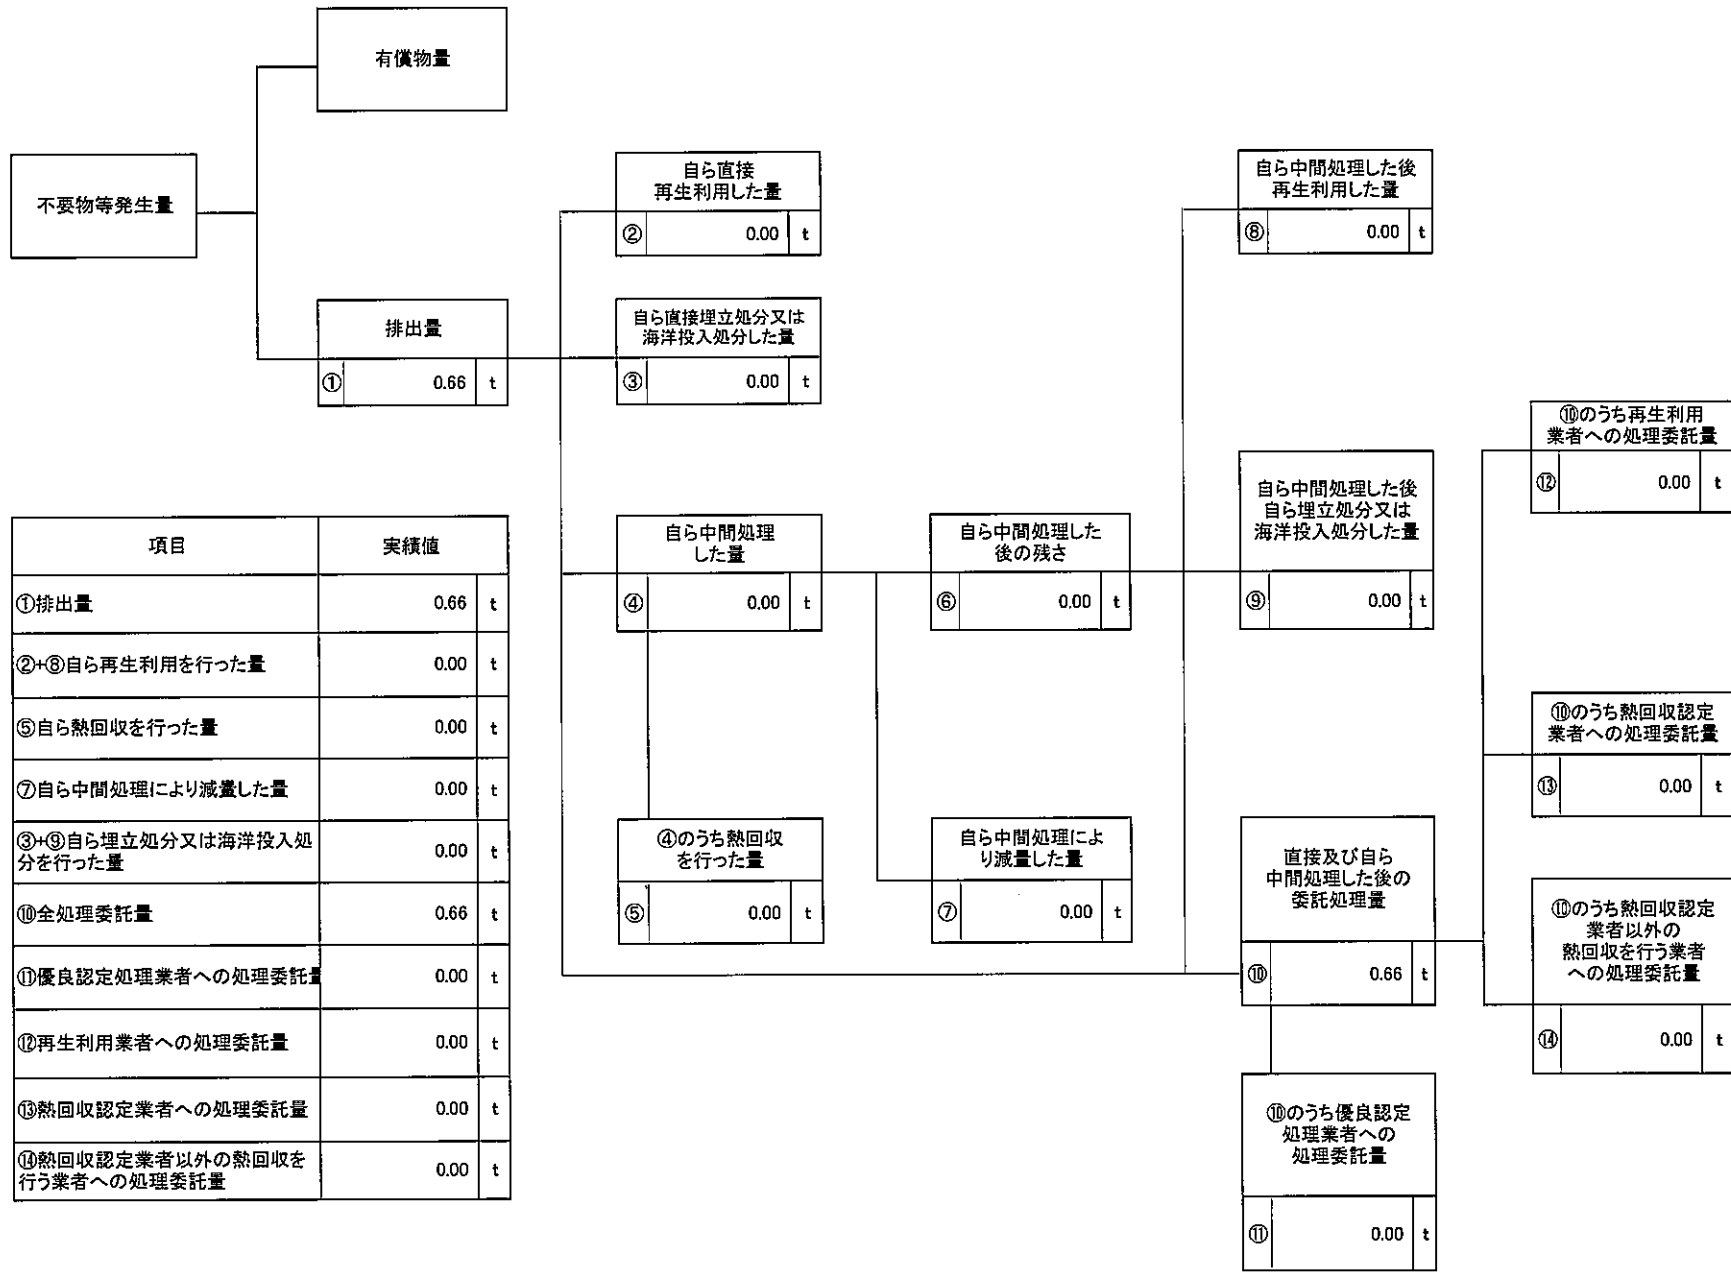 有償物量
不要物等発生量
排出量
① 0.66 t
自ら直接
再生利用した量
② 0.00 t
自ら直接埋立処分又は
海洋投入処分した量
③ 0.00 t
自ら中間処理
した量
④ 0.00 t
④のうち熱回収
を行った量
⑤ 0.00 t
自ら中間処理した
後の残さ
⑥ 0.00 t
自ら中間処理によ
り減量した量
⑦ 0.00 t
自ら中間処理した後
再生利用した量
⑧ 0.00 t
自ら中間処理した後
自ら埋立処分又は
海洋投入処分した量
⑨ 0.00 t
直接及び自ら
中間処理した後の
委託処理量
⑩ 0.66 t
⑩のうち優良認定
処理業者への
処理委託量
⑪ 0.00 t
⑩のうち再生利用
業者への処理委託量
⑫ 0.00 t
⑩のうち熱回収認定
業者への処理委託量
⑬ 0.00 t
⑩のうち熱回収認定
業者以外の
熱回収を行う業者
への処理委託量
⑭ 0.00 t
項目 実績値
①排出量 0.66 t
②+⑧自ら再生利用を行った量 0.00 t
⑤自ら熱回収を行った量 0.00 t
⑦自ら中間処理により減量した量 0.00 t
③+⑨自ら埋立処分又は海洋投入処
分を行った量 0.00 t
⑩全処理委託量 0.66 t
⑪優良認定処理業者への処理委託量 0.00 t
⑫再生利用業者への処理委託量 0.00 t
⑬熱回収認定業者への処理委託量 0.00 t
⑭熱回収認定業者以外の熱回収を
行う業者への処理委託量 0.00 t